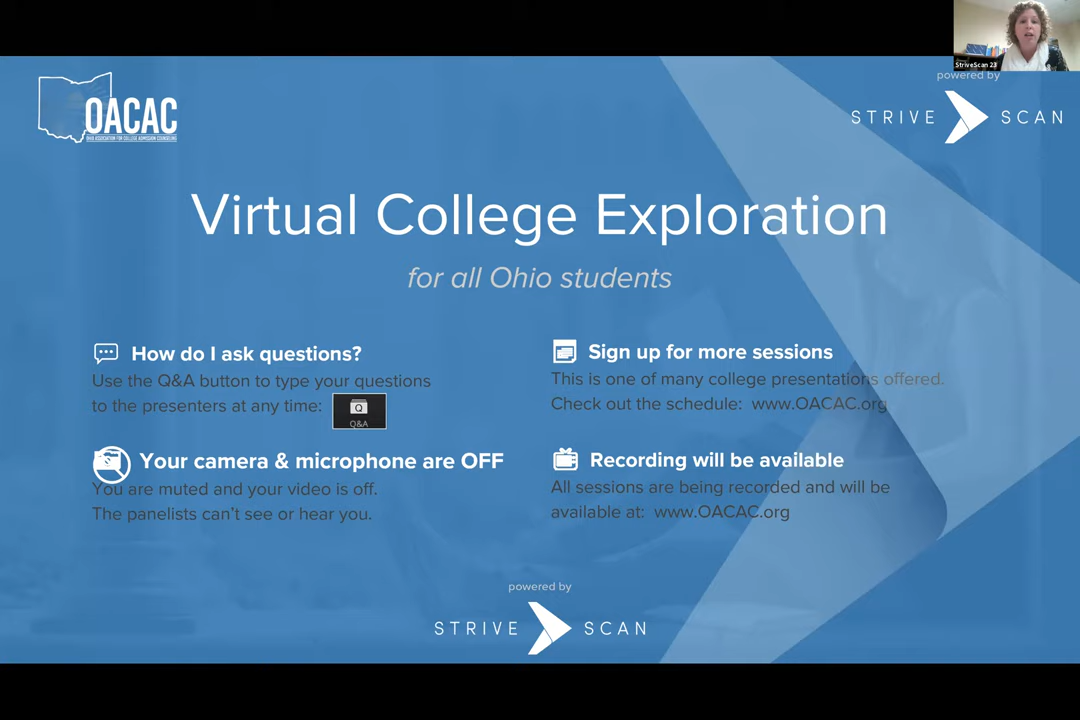 StriveScan 23
powered by
STRIVE SCAN
OACAC
OHIO ASSOCIATION FOR COLLEGE ADMISSION COUNSELING
Virtual College Exploration
for all Ohio students
How do I ask questions?
Use the Q&A button to type your questions
to the presenters at any time:
Q
Q&A
Your camera & microphone are OFF
You are muted and your video is off.
The panelists can't see or hear you.
Sign up for more sessions
This is one of many college presentations offered.
Check out the schedule: www.OACAC.org
Recording will be available
All sessions are being recorded and will be
available at: www.OACAC.org
powered by
STRIVE SCAN